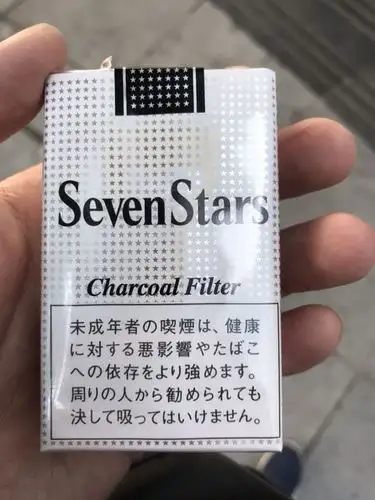 Seven Stars
Charcoal Filter
未成年者の喫煙は、健康
に対する悪影響やたばこ
への依存をより強めます。
周りの人から勧められても
決して吸ってはいけません。